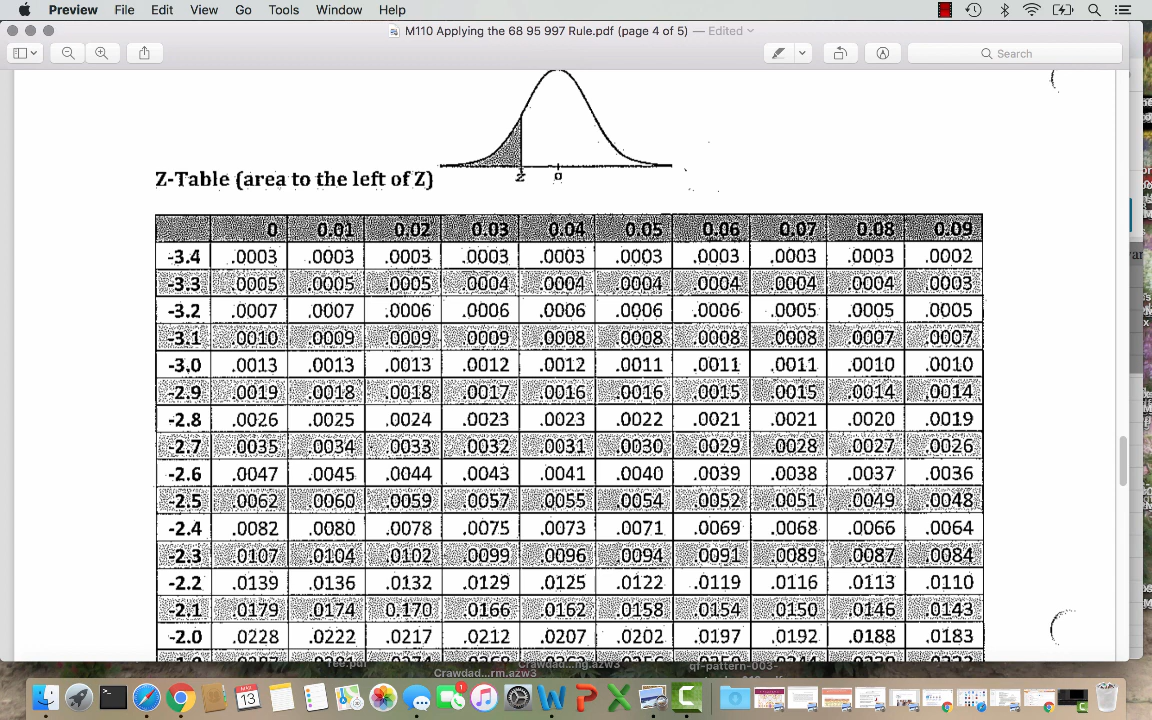 Preview File Edit View Go Tools Window Help
M110 Applying the 68 95 997 Rule.pdf (page 4 of 5) — Edited
Search
Z-Table (area to the left of Z)
Z 0
0 0.01 0.02 0.03 0.04 0.05 0.06 0.07 0.08 0.09
-3.4 .0003 .0003 .0003 .0003 .0003 .0003 .0003 .0003 .0003 .0002
-3.3 .0005 .0005 .0005 .0004 .0004 .0004 .0004 .0004 .0004 .0003
-3.2 .0007 .0007 .0006 .0006 .0006 .0006 .0006 .0005 .0005 .0005
-3.1 .0010 .0009 .0009 .0009 .0008 .0008 .0008 .0008 .0007 .0007
-3.0 .0013 .0013 .0013 .0012 .0012 .0011 .0011 .0011 .0010 .0010
-2.9 .0019 .0018 .0018 .0017 .0016 .0016 .0015 .0015 .0014 .0014
-2.8 .0026 .0025 .0024 .0023 .0023 .0022 .0021 .0021 .0020 .0019
-2.7 .0035 .0034 .0033 .0032 .0031 .0030 .0029 .0028 .0027 .0026
-2.6 .0047 .0045 .0044 .0043 .0041 .0040 .0039 .0038 .0037 .0036
-2.5 .0062 .0060 .0059 .0057 .0055 .0054 .0052 .0051 .0049 .0048
-2.4 .0082 .0080 .0078 .0075 .0073 .0071 .0069 .0068 .0066 .0064
-2.3 .0107 .0104 .0102 .0099 .0096 .0094 .0091 .0089 .0087 .0084
-2.2 .0139 .0136 .0132 .0129 .0125 .0122 .0119 .0116 .0113 .0110
-2.1 .0179 .0174 0.170 .0166 .0162 .0158 .0154 .0150 .0146 .0143
-2.0 .0228 .0222 .0217 .0212 .0207 .0202 .0197 .0192 .0188 .0183
Crawdad...rm.azw3
qf-pattern-003-
MAR
13
1